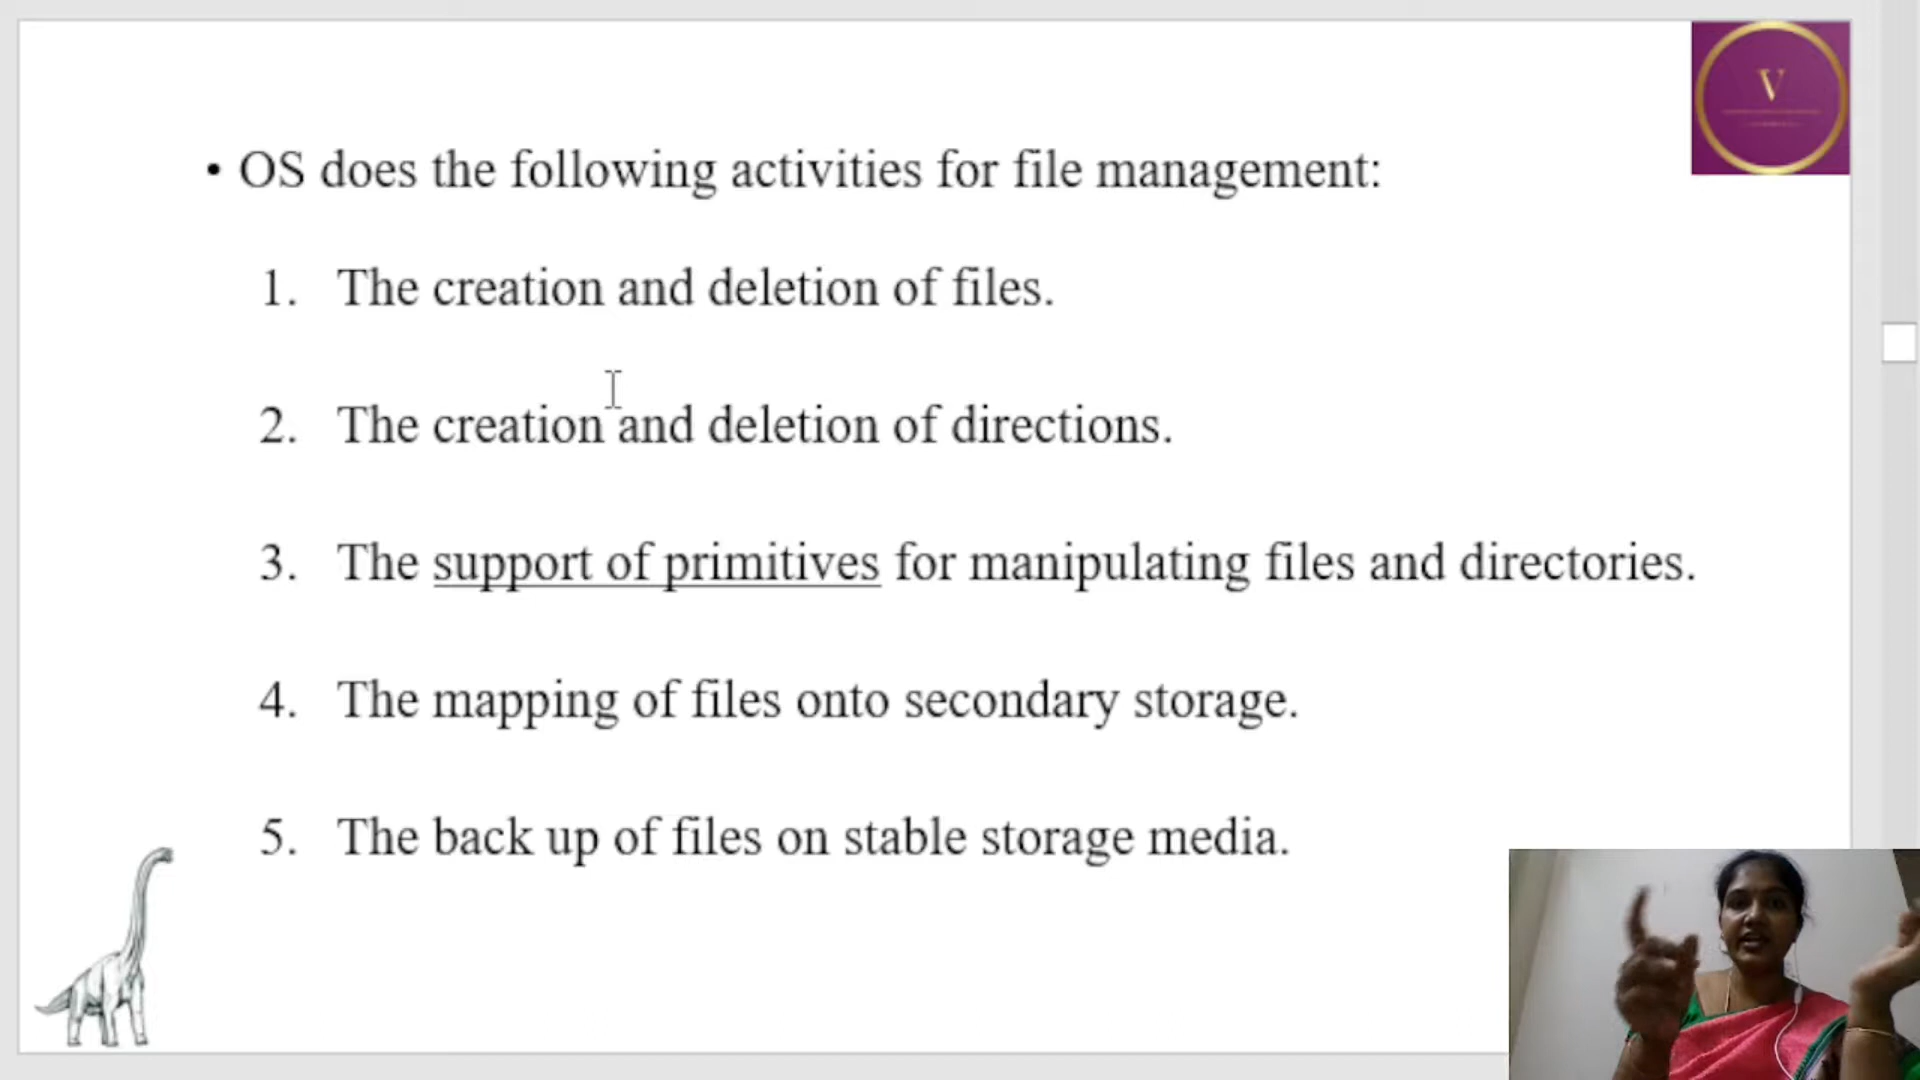 • OS does the following activities for file management:
1. The creation and deletion of files.
2. The creation and deletion of directions.
3. The support of primitives for manipulating files and directories.
4. The mapping of files onto secondary storage.
5. The back up of files on stable storage media.
V